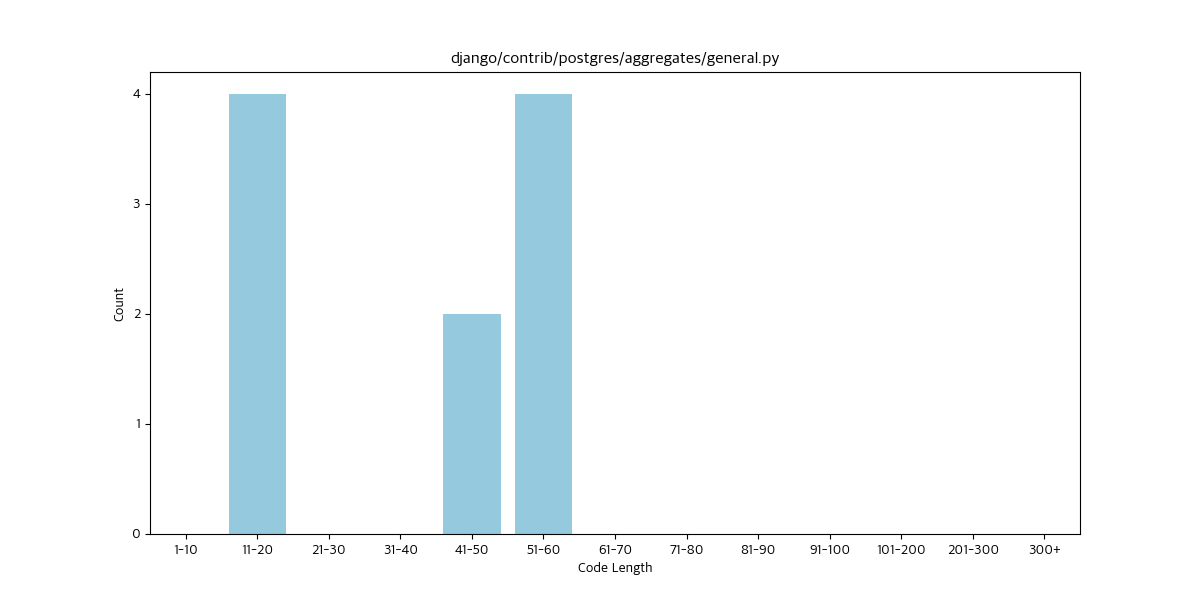 django/contrib/postgres/aggregates/general.py
4
3
2
1
0
Count
1-10 11-20 21-30 31-40 41-50 51-60 61-70 71-80 81-90 91-100 101-200 201-300 300+
Code Length